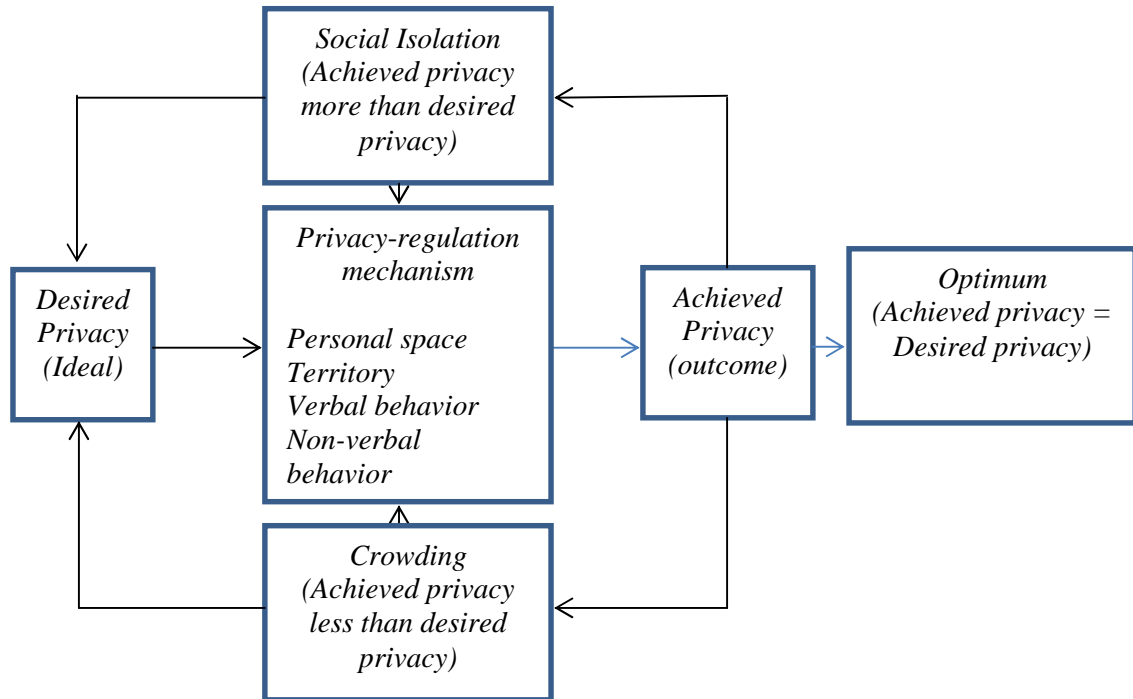 Social Isolation
(Achieved privacy
more than desired
privacy)
Privacy-regulation
mechanism
Personal space
Territory
Verbal behavior
Non-verbal
behavior
Desired
Privacy
(Ideal)
Achieved
Privacy
(outcome)
Optimum
(Achieved privacy =
Desired privacy)
Crowding
(Achieved privacy
less than desired
privacy)